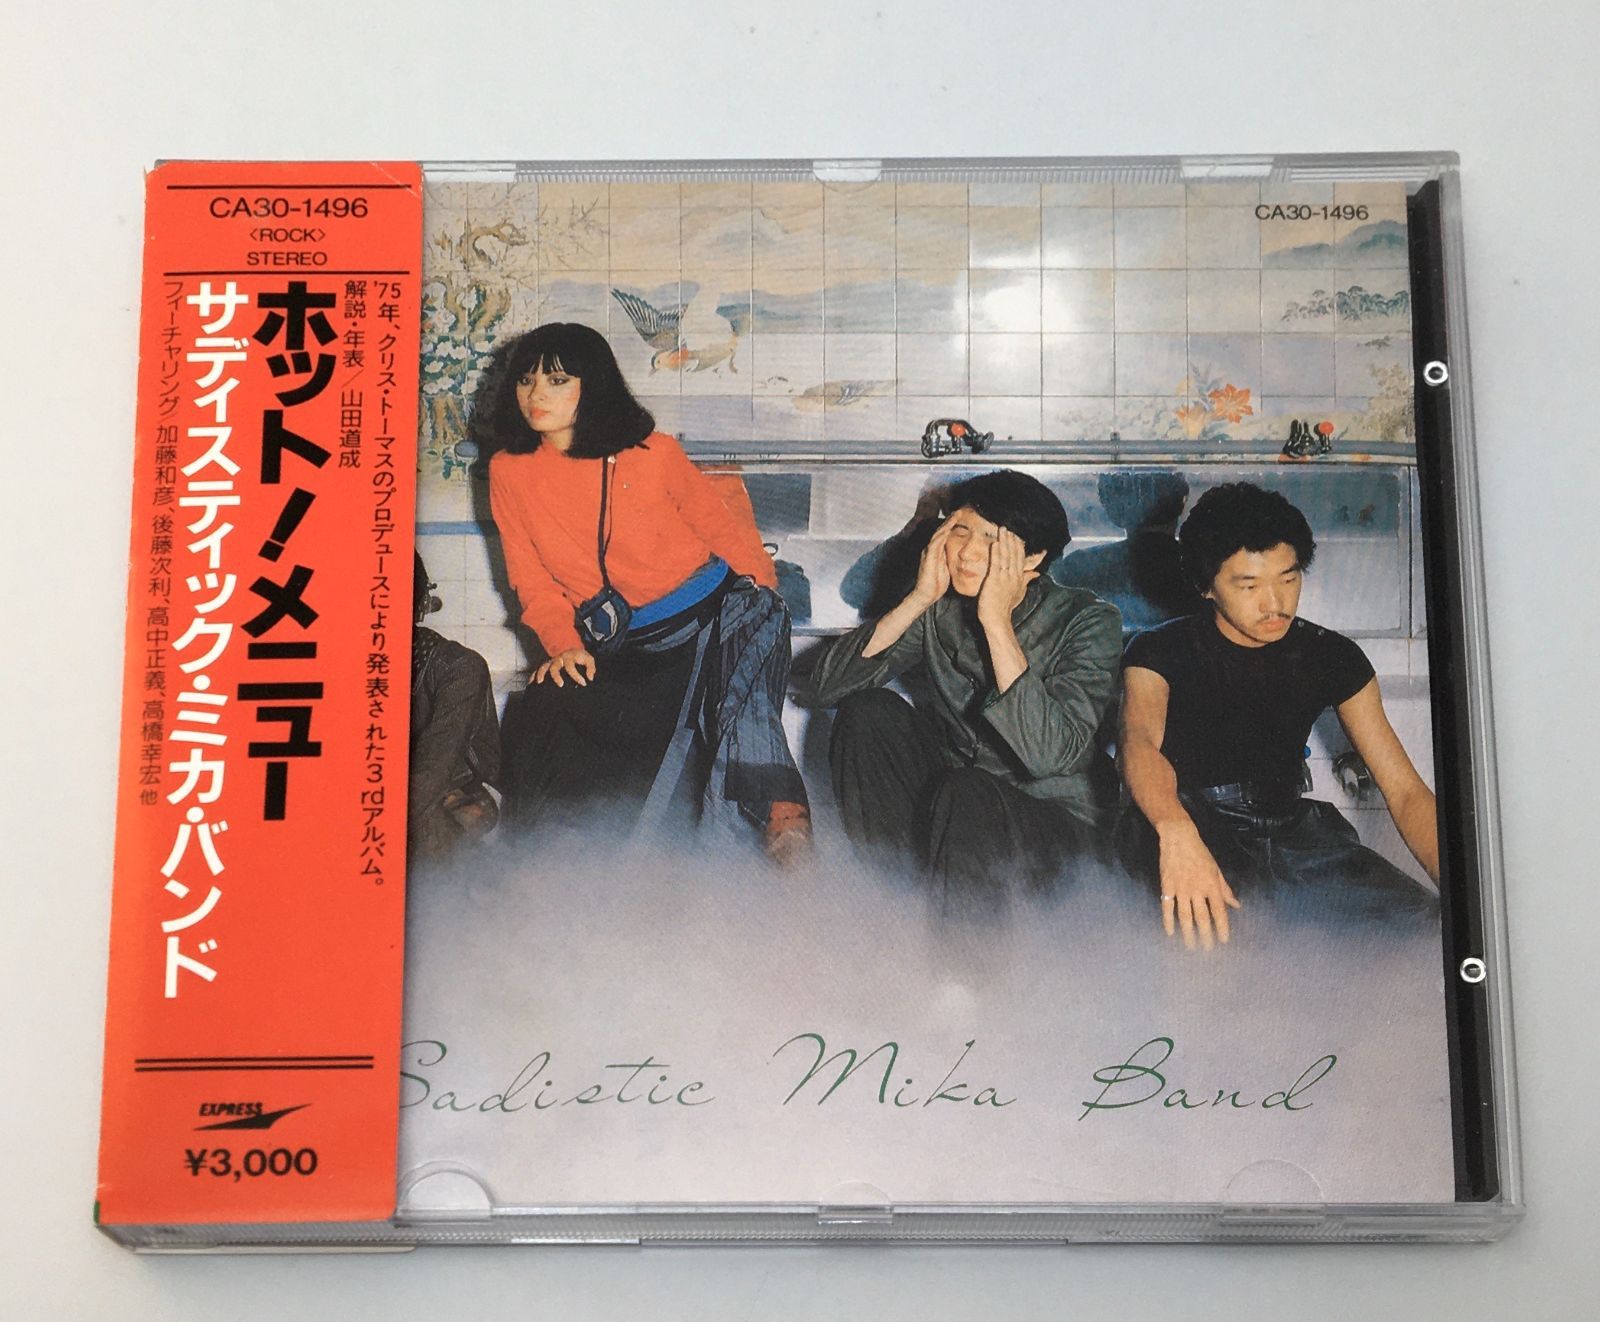 CA30-1496
〈ROCK〉
STEREO
'75年、クリス・トーマスのプロデュースにより発表された3rdアルバム。
解説・年表／山田道成
ホット！メニュー
サディスティック・ミカ・バンド
フィーチャリング／加藤和彦、後藤次利、高中正義、高橋幸宏 他
EXPRESS
¥3,000
CA30-1496
Sadistic Mika Band